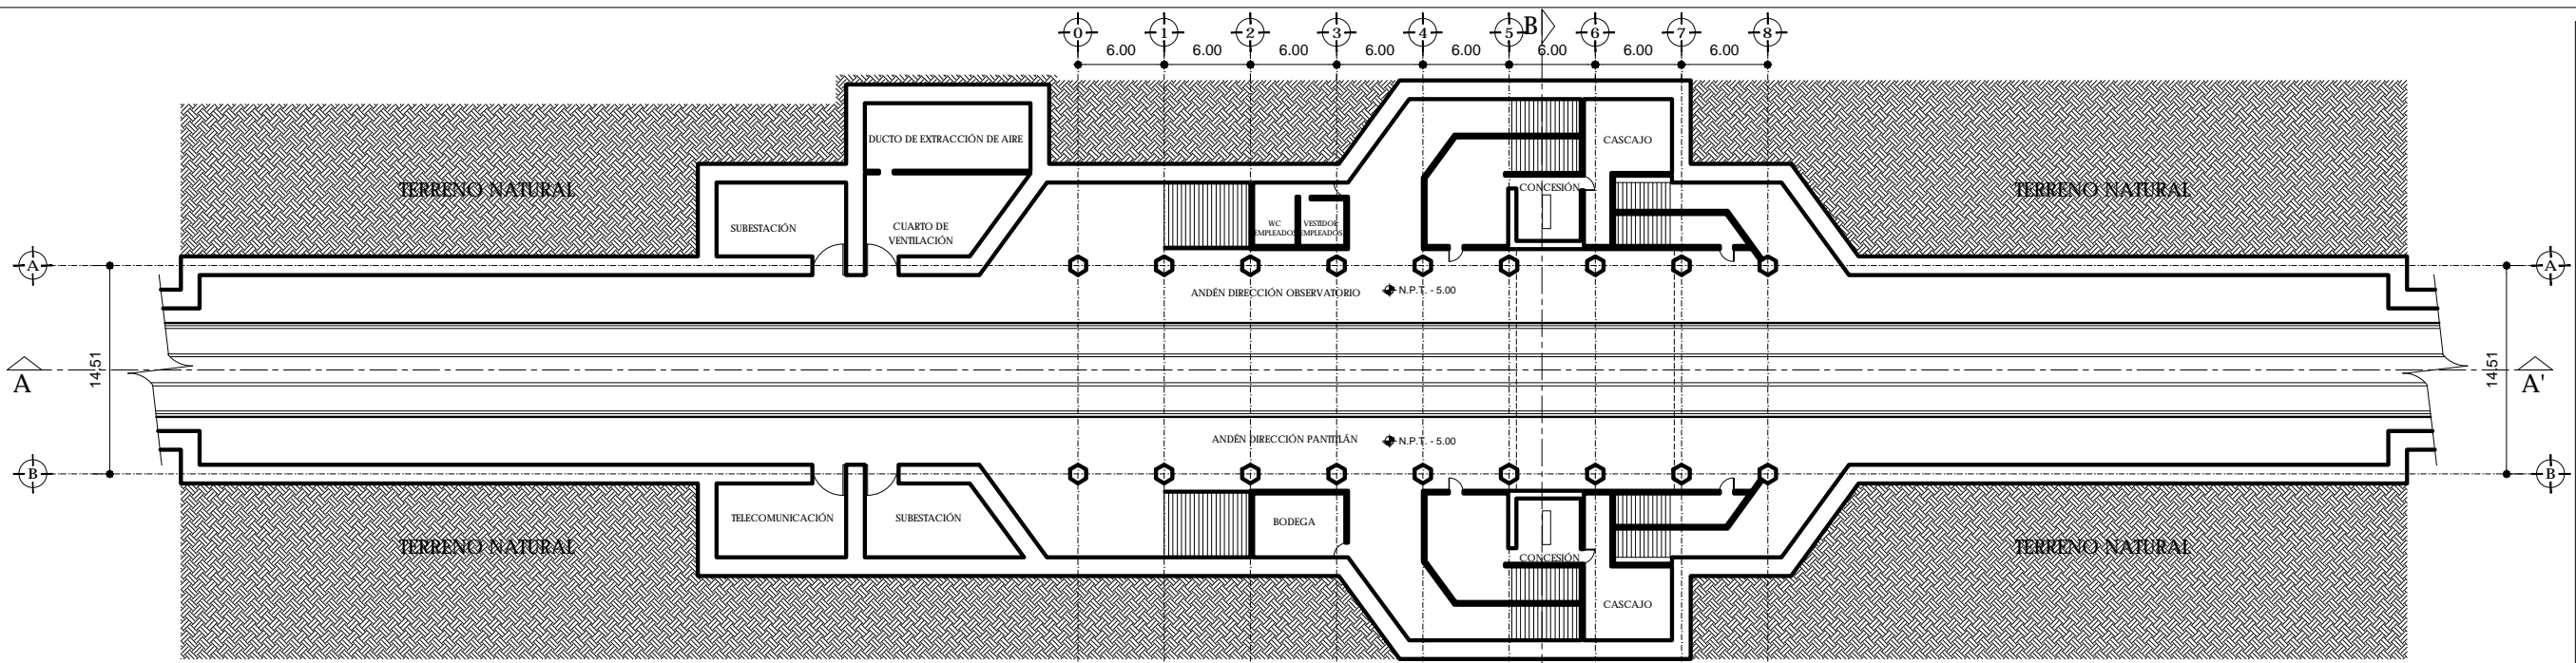 0 1 2 3 4 5 B 6 7 8
6.00 6.00 6.00 6.00 6.00 6.00 6.00 6.00
DUCTO DE EXTRACCIÓN DE AIRE
CASCAJO
TERRENO NATURAL
CONCESIÓN
TERRENO NATURAL
SUBESTACIÓN
CUARTO DE
VENTILACIÓN
WC
EMPLEADOS
VESTIDOR
EMPLEADOS
A
A
ANDÉN DIRECCIÓN OBSERVATORIO
N.P.T. - 5.00
14.51
14.51
A
A'
ANDÉN DIRECCIÓN PANTITLÁN
N.P.T. - 5.00
B
B
TELECOMUNICACIÓN
SUBESTACIÓN
BODEGA
TERRENO NATURAL
CONCESIÓN
TERRENO NATURAL
CASCAJO